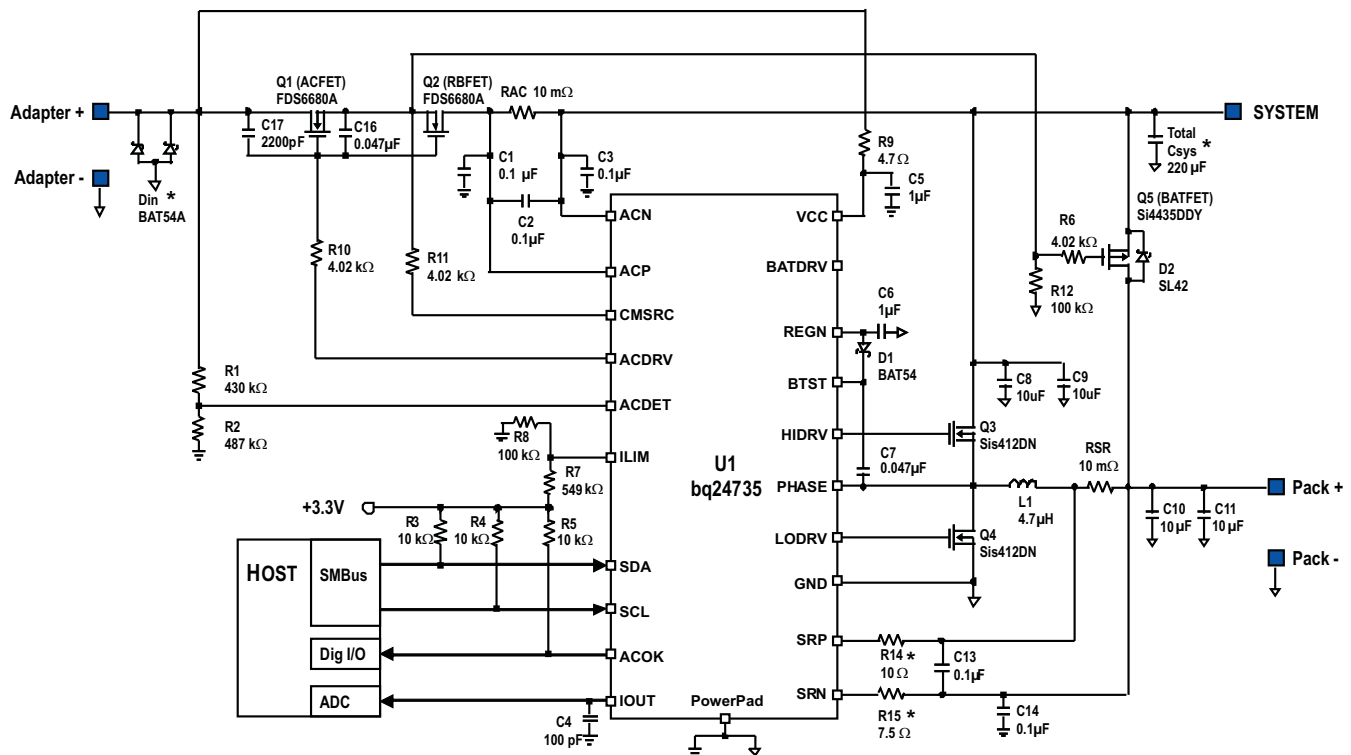 Adapter +
Adapter -
Din *
BAT54A
C17
2200pF
Q1 (ACFET)
FDS6680A
C16
0.047µF
Q2 (RBFET)
FDS6680A
RAC 10 mΩ
C1
0.1 µF
C3
0.1µF
C2
0.1µF
R9
4.7 Ω
C5
1µF
SYSTEM
Total
Csys *
220 µF
Q5 (BATFET)
Si4435DDY
R6
4.02 kΩ
R12
100 kΩ
D2
SL42
R10
4.02 kΩ
R11
4.02 kΩ
R1
430 kΩ
R2
487 kΩ
R8
100 kΩ
R7
549 kΩ
+3.3V
R3
10 kΩ
R4
10 kΩ
R5
10 kΩ
HOST
SMBus
Dig I/O
ADC
C4
100 pF
ACN
ACP
CMSRC
ACDRV
ACDET
ILIM
SDA
SCL
ACOK
IOUT
U1
bq24735
PowerPad
VCC
BATDRV
REGN
BTST
HIDRV
PHASE
LODRV
GND
SRP
SRN
C6
1µF
D1
BAT54
C7
0.047µF
C8
10uF
C9
10uF
Q3
Sis412DN
Q4
Sis412DN
L1
4.7µH
RSR
10 mΩ
C10
10 µF
C11
10 µF
Pack +
Pack -
R14 *
10 Ω
C13
0.1µF
R15 *
7.5 Ω
C14
0.1µF